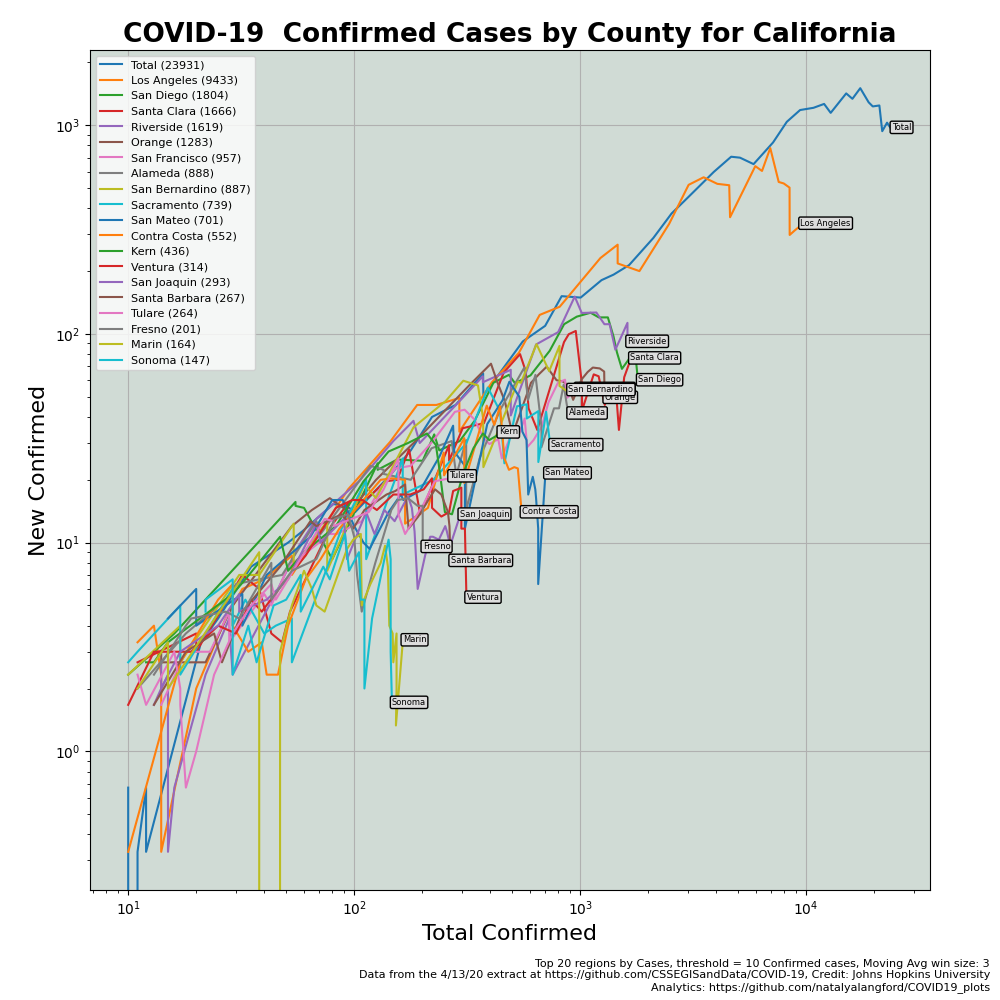 COVID-19  Confirmed Cases by County for California
Total (23931)
Los Angeles (9433)
San Diego (1804)
Santa Clara (1666)
Riverside (1619)
Orange (1283)
San Francisco (957)
Alameda (888)
San Bernardino (887)
Sacramento (739)
San Mateo (701)
Contra Costa (552)
Kern (436)
Ventura (314)
San Joaquin (293)
Santa Barbara (267)
Tulare (264)
Fresno (201)
Marin (164)
Sonoma (147)
Total
Los Angeles
Riverside
Santa Clara
San Diego
San Bernardino
Orange
Alameda
Kern
Sacramento
San Mateo
Tulare
Contra Costa
San Joaquin
Fresno
Santa Barbara
Ventura
Marin
Sonoma
New Confirmed
10³
10²
10¹
10⁰
10¹ 10² 10³ 10⁴
Total Confirmed
Top 20 regions by Cases, threshold = 10 Confirmed cases, Moving Avg win size: 3
Data from the 4/13/20 extract at https://github.com/CSSEGISandData/COVID-19, Credit: Johns Hopkins University
Analytics: https://github.com/natalyalangford/COVID19_plots